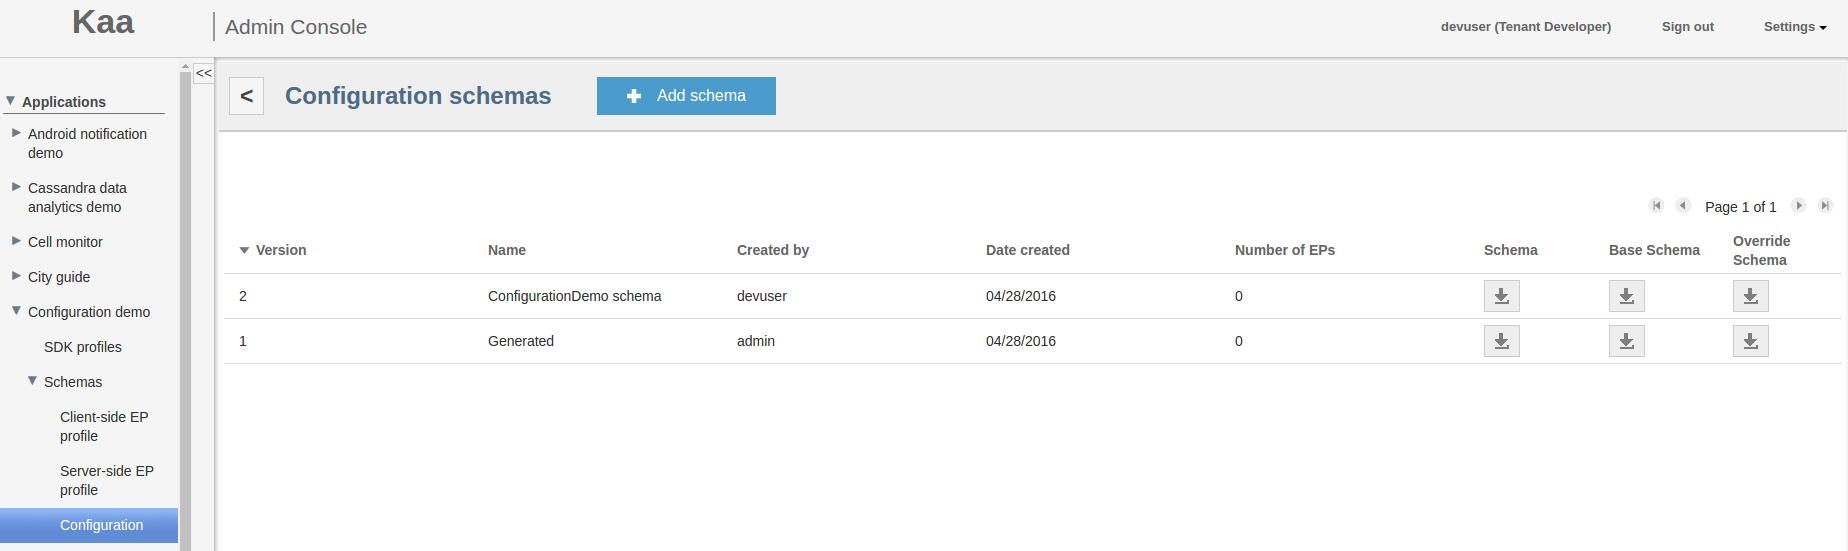 Kaa
Admin Console
devuser (Tenant Developer)
Sign out
Settings
<<
Applications
Android notification
demo
Cassandra data
analytics demo
Cell monitor
City guide
Configuration demo
SDK profiles
Schemas
Client-side EP
profile
Server-side EP
profile
Configuration
<
Configuration schemas
Add schema
Page 1 of 1
Version Name Created by Date created Number of EPs Schema Base Schema Override
Schema
2 ConfigurationDemo schema devuser 04/28/2016 0
1 Generated admin 04/28/2016 0